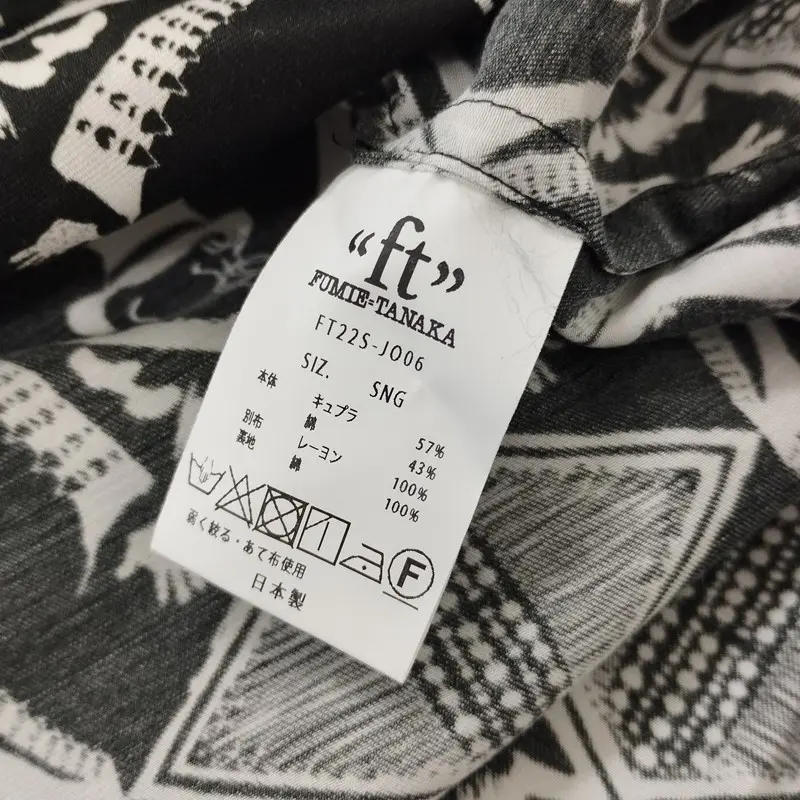 “ft”
FUMIE=TANAKA
FT22S-JO06
SIZ. SNG
本体 キュプラ 57%
綿 43%
別布 レーヨン 100%
裏地 綿 100%
F
弱く絞る・あて布使用
日本製